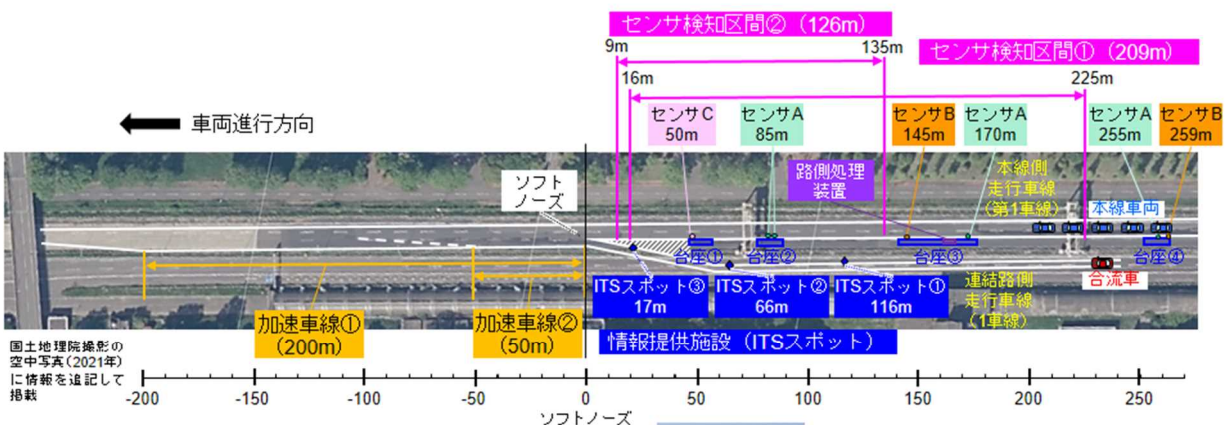 センサ検知区間②（126m）
9m
135m
センサ検知区間①（209m）
16m
225m
車両進行方向
センサC
50m
センサA
85m
センサB
145m
センサA
170m
センサA
255m
センサB
259m
ソフト
ノーズ
路側処理
装置
本線側
走行車線
(第1車線)
本線車両
台座①
台座②
台座③
台座④
ITSスポット③
17m
ITSスポット②
66m
ITSスポット①
116m
連結路側
走行車線
(1車線)
合流車
加速車線①
(200m)
加速車線②
(50m)
情報提供施設（ITSスポット）
国土地理院撮影の
空中写真(2021年)
に情報を追記して
掲載
-200
-150
-100
-50
0
50
100
150
200
250
ソフトノーズ